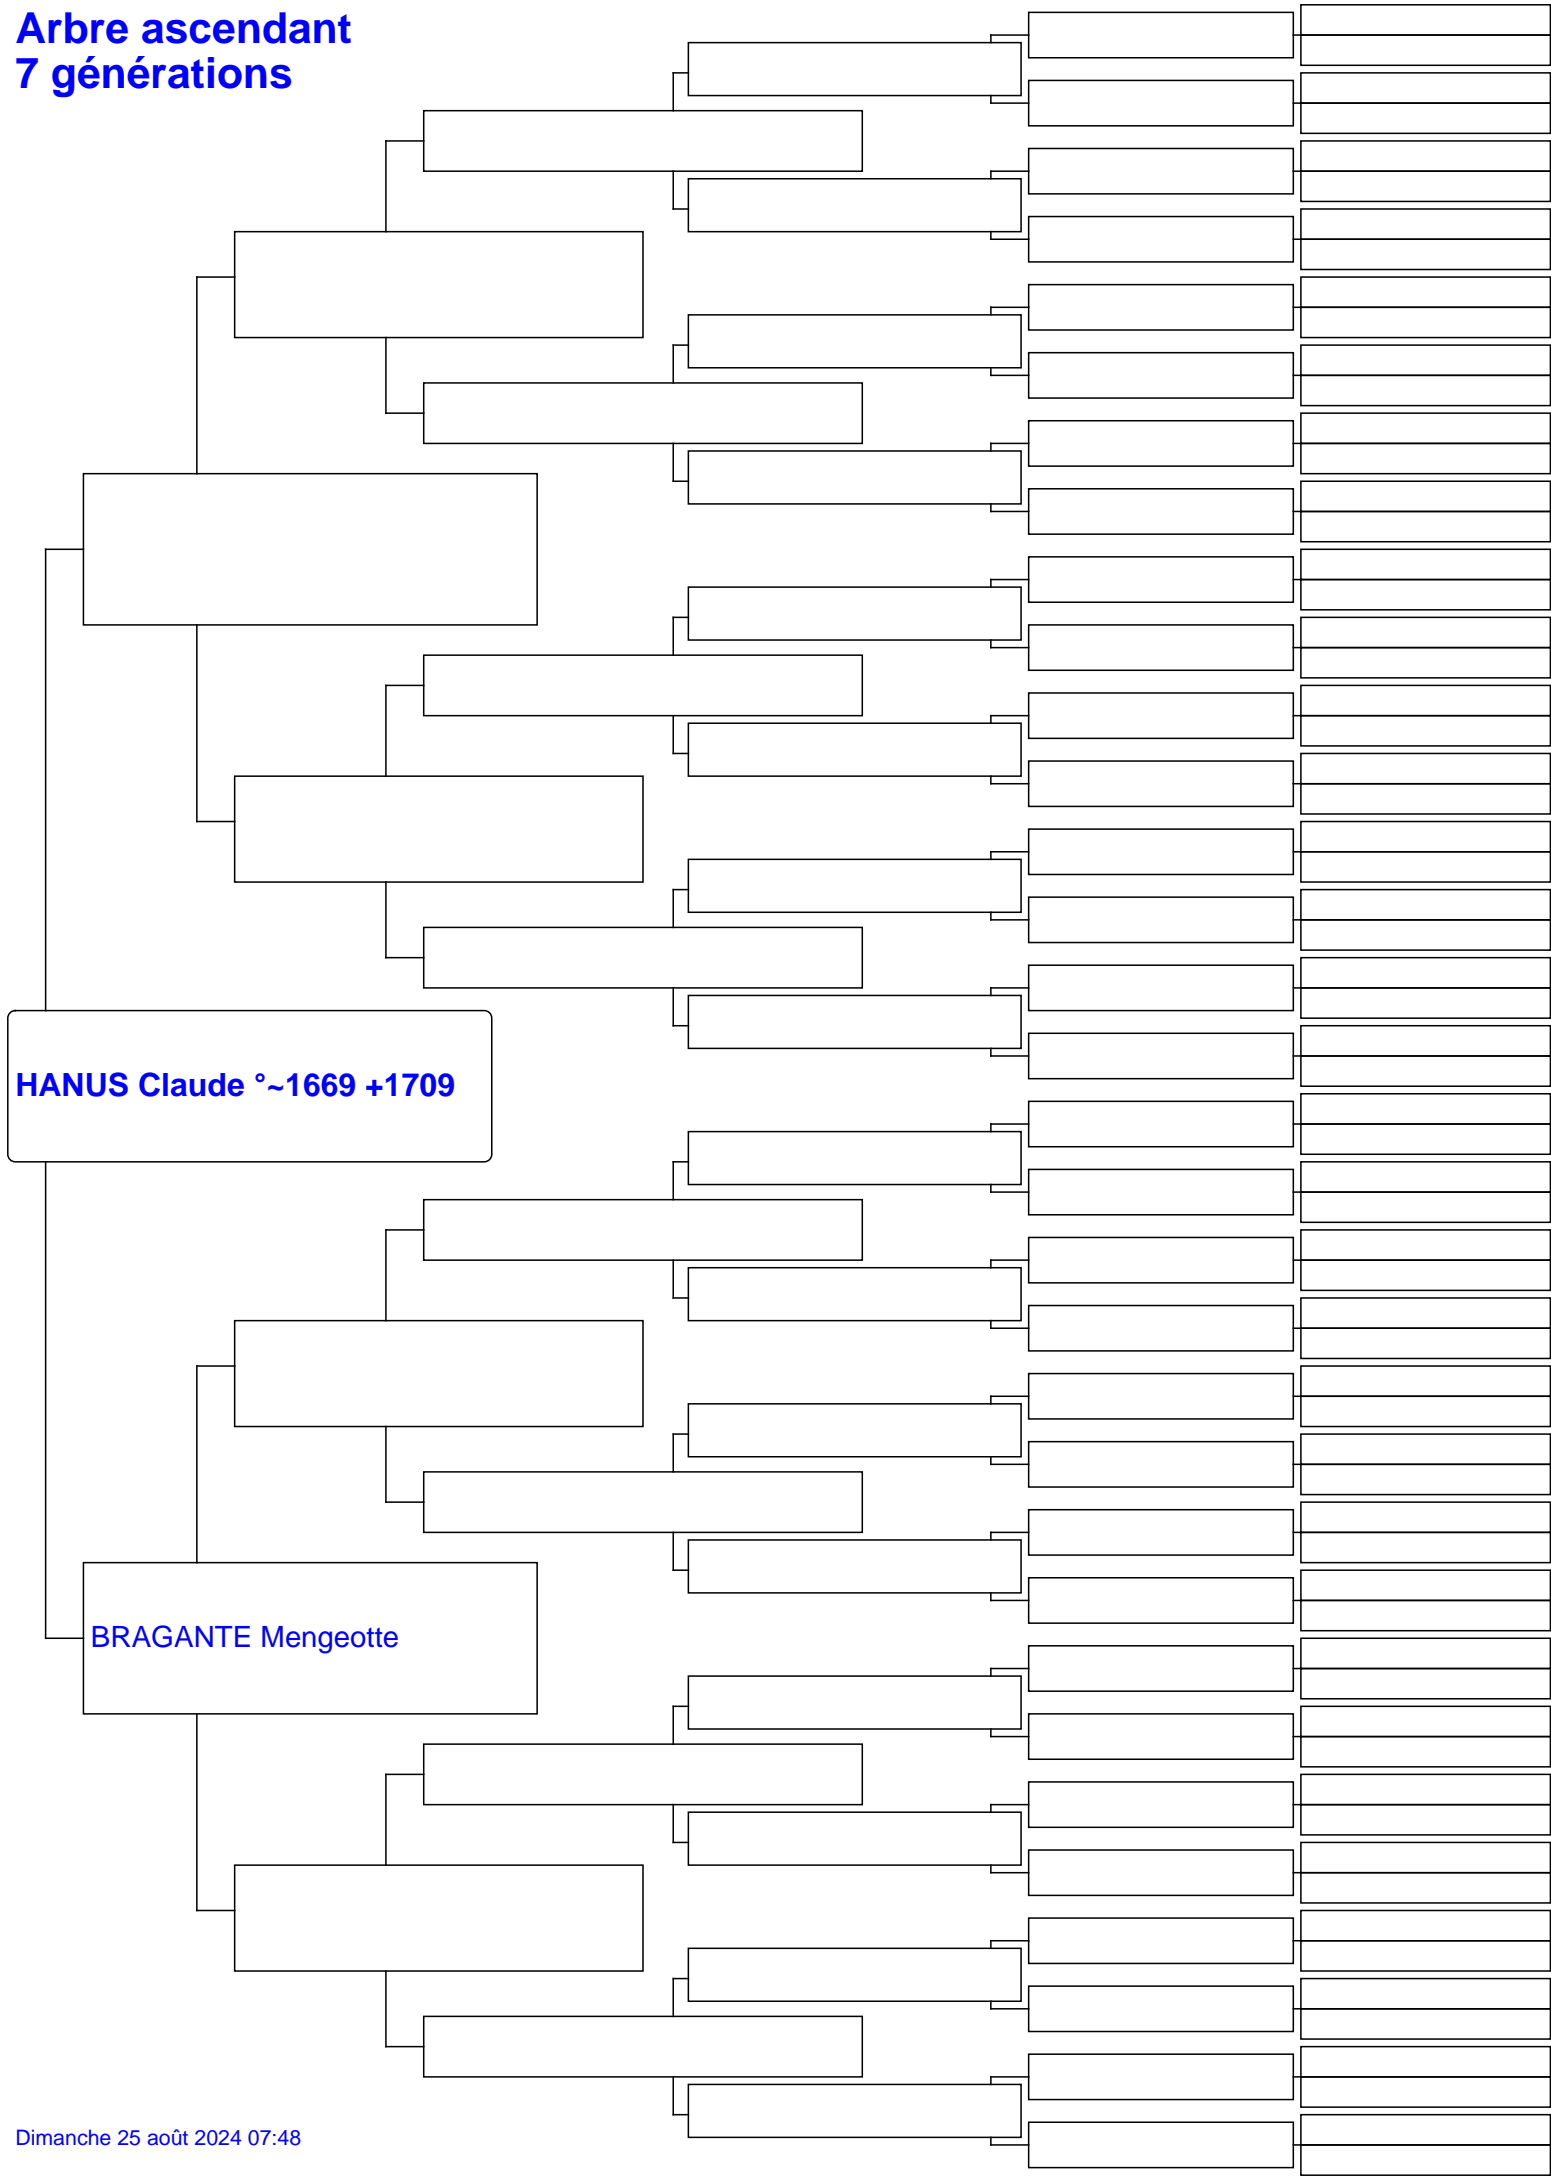 Arbre ascendant
7 générations
HANUS Claude °~1669 +1709
BRAGANTE Mengeotte
Dimanche 25 août 2024 07:48